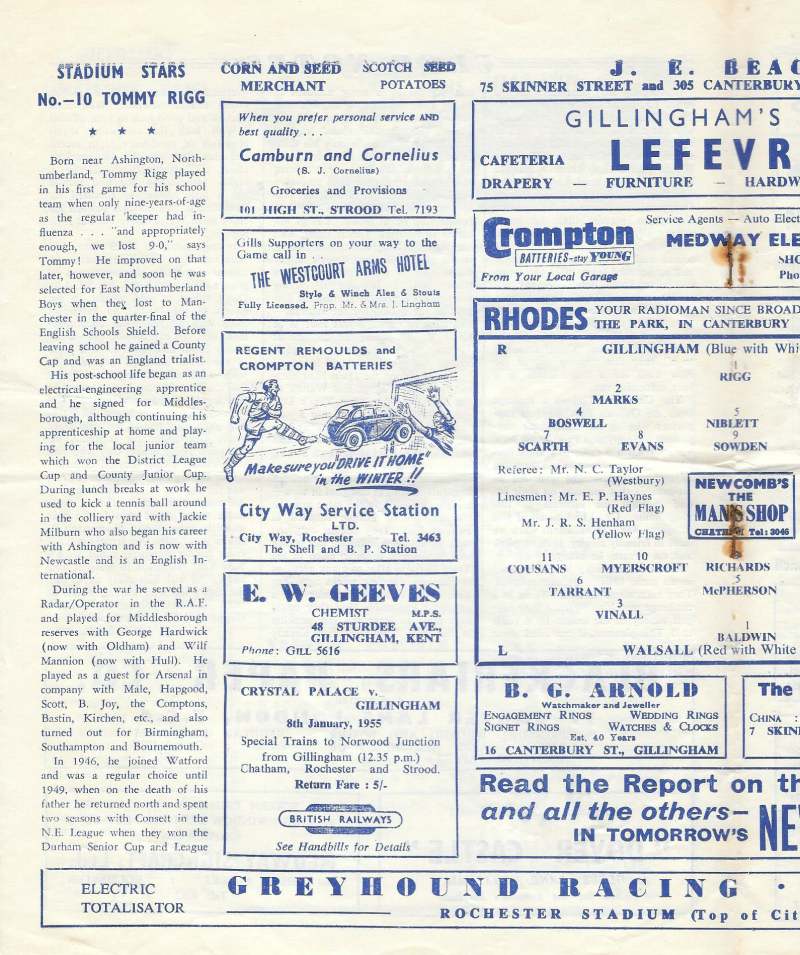 STADIUM STARS
No.—10 TOMMY RIGG
★ ★ ★
Born near Ashington, North-
umberland, Tommy Rigg played
in his first game for his school
team when only nine-years-of-age
as the regular 'keeper had in-
fluenza . . . "and appropriately
enough, we lost 9-0," says
Tommy! He improved on that
later, however, and soon he was
selected for East Northumberland
Boys when they lost to Man-
chester in the quarter-final of the
English Schools Shield. Before
leaving school he gained a County
Cap and was an England trialist.
His post-school life began as an
electrical-engineering apprentice
and he signed for Middles-
borough, although continuing his
apprenticeship at home and play-
ing for the local junior team
which won the District League
Cup and County Junior Cup.
During lunch breaks at work he
used to kick a tennis ball around
in the colliery yard with Jackie
Milburn who also began his career
with Ashington and is now with
Newcastle and is an English In-
ternational.
During the war he served as a
Radar/Operator in the R.A.F.
and played for Middlesborough
reserves with George Hardwick
(now with Oldham) and Wilf
Mannion (now with Hull). He
played as a guest for Arsenal in
company with Male, Hapgood,
Scott, B. Joy, the Comptons,
Bastin, Kirchen, etc., and also
turned out for Birmingham,
Southampton and Bournemouth.
In 1946, he joined Watford
and was a regular choice until
1949, when on the death of his
father he returned north and spent
two seasons with Consett in the
N.E. League when they won the
Durham Senior Cup and League
CORN AND SEED SCOTCH SEED
MERCHANT POTATOES
When you prefer personal service AND
best quality . . .
Camburn and Cornelius
(S. J. Cornelius)
Groceries and Provisions
101 HIGH ST., STROOD Tel. 7193
Gills Supporters on your way to the
Game call in . .
THE WESTCOURT ARMS HOTEL
Style & Winch Ales & Stouts
Fully Licensed. Prop. Mr. & Mrs. J. Lingham
REGENT REMOULDS and
CROMPTON BATTERIES
Make sure you "DRIVE IT HOME"
in the WINTER !!
City Way Service Station
LTD.
City Way, Rochester Tel. 3463
The Shell and B. P. Station
E. W. GEEVES
CHEMIST M.P.S.
48 STURDEE AVE.,
GILLINGHAM, KENT
Phone: GILL 5616
CRYSTAL PALACE v.
GILLINGHAM
8th January, 1955
Special Trains to Norwood Junction
from Gillingham (12.35 p.m.)
Chatham, Rochester and Strood.
Return Fare : 5/-
BRITISH RAILWAYS
See Handbills for Details
J. E. BEAC
75 SKINNER STREET and 305 CANTERBURY
GILLINGHAM'S
CAFETERIA LEFEVR
DRAPERY — FURNITURE — HARDW
Crompton
BATTERIES-stay YOUNG
From Your Local Garage
Service Agents — Auto Elect
MEDWAY ELE
SHO
Pho
RHODES YOUR RADIOMAN SINCE BROAD
THE PARK, IN CANTERBURY
R GILLINGHAM (Blue with Whi
1
RIGG
2
MARKS
4 5
BOSWELL NIBLETT
7 8 9
SCARTH EVANS SOWDEN
Referee: Mr. N. C. Taylor
(Westbury)
Linesmen: Mr. E. P. Haynes
(Red Flag)
Mr. J. R. S. Henham
(Yellow Flag)
NEWCOMB'S
THE
MAN'S SHOP
CHATHAM Tel: 3046
11 10 8
COUSANS MYERSCROFT RICHARDS
6 5
TARRANT McPHERSON
3
VINALL
1
BALDWIN
L WALSALL (Red with White
B. G. ARNOLD
Watchmaker and Jeweller
ENGAGEMENT RINGS WEDDING RINGS
SIGNET RINGS WATCHES & CLOCKS
Est. 40 Years
16 CANTERBURY ST., GILLINGHAM
The
CHINA :
7 SKIN
Read the Report on th
and all the others—
IN TOMORROW'S NE
ELECTRIC
TOTALISATOR
GREYHOUND RACING ·
ROCHESTER STADIUM (Top of Cit